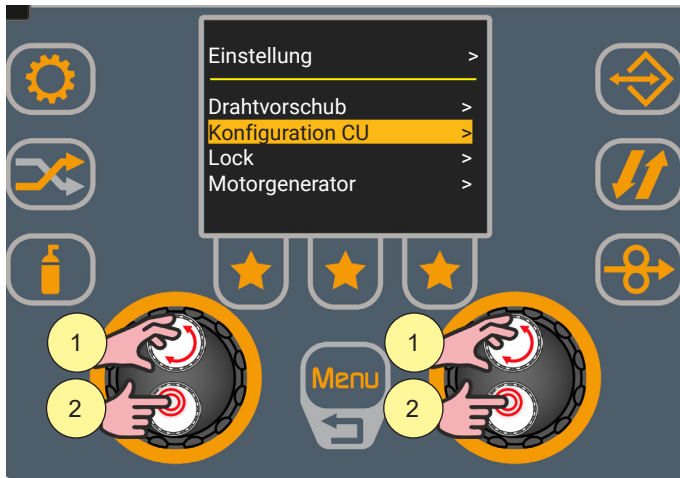 Einstellung >
Drahtvorschub >
Konfiguration CU >
Lock >
Motorgenerator >
1
1
Menu
2
2